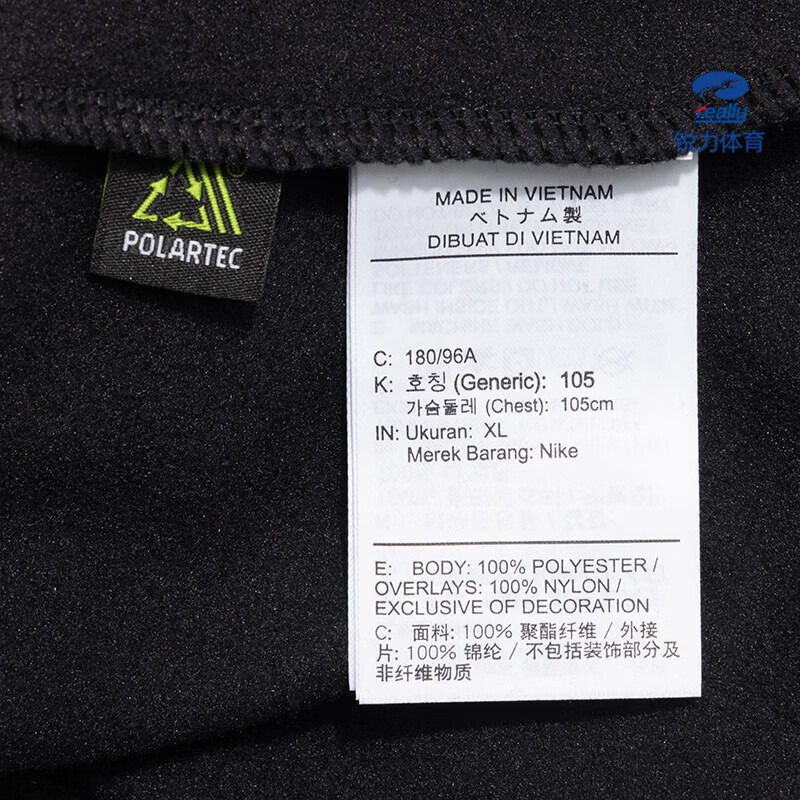 really
锐力体育
POLARTEC
MADE IN VIETNAM
ベトナム製
DIBUAT DI VIETNAM
C: 180/96A
K: 호칭 (Generic): 105
가슴둘레 (Chest): 105cm
IN: Ukuran: XL
Merek Barang: Nike
E: BODY: 100% POLYESTER /
OVERLAYS: 100% NYLON /
EXCLUSIVE OF DECORATION
C: 面料: 100% 聚酯纤维 / 外接
片: 100% 锦纶 / 不包括装饰部分及
非纤维物质